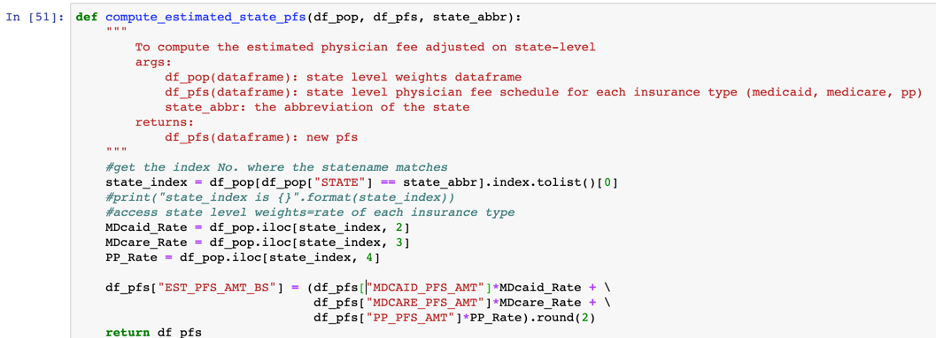 In [51]: def compute_estimated_state_pfs(df_pop, df_pfs, state_abbr):
    """
        To compute the estimated physician fee adjusted on state-level
        args:
            df_pop(dataframe): state level weights dataframe
            df_pfs(dataframe): state level physician fee schedule for each insurance type (medicaid, medicare, pp)
            state_abbr: the abbreviation of the state
        returns:
            df_pfs(dataframe): new pfs
    """
    #get the index No. where the statename matches
    state_index = df_pop[df_pop["STATE"] == state_abbr].index.tolist()[0]
    #print("state_index is {}".format(state_index))
    #access state level weights=rate of each insurance type
    MDcaid_Rate = df_pop.iloc[state_index, 2]
    MDcare_Rate = df_pop.iloc[state_index, 3]
    PP_Rate = df_pop.iloc[state_index, 4]

    df_pfs["EST_PFS_AMT_BS"] = (df_pfs["MDCAID_PFS_AMT"]*MDcaid_Rate + \
                                df_pfs["MDCARE_PFS_AMT"]*MDcare_Rate + \
                                df_pfs["PP_PFS_AMT"]*PP_Rate).round(2)
    return df_pfs